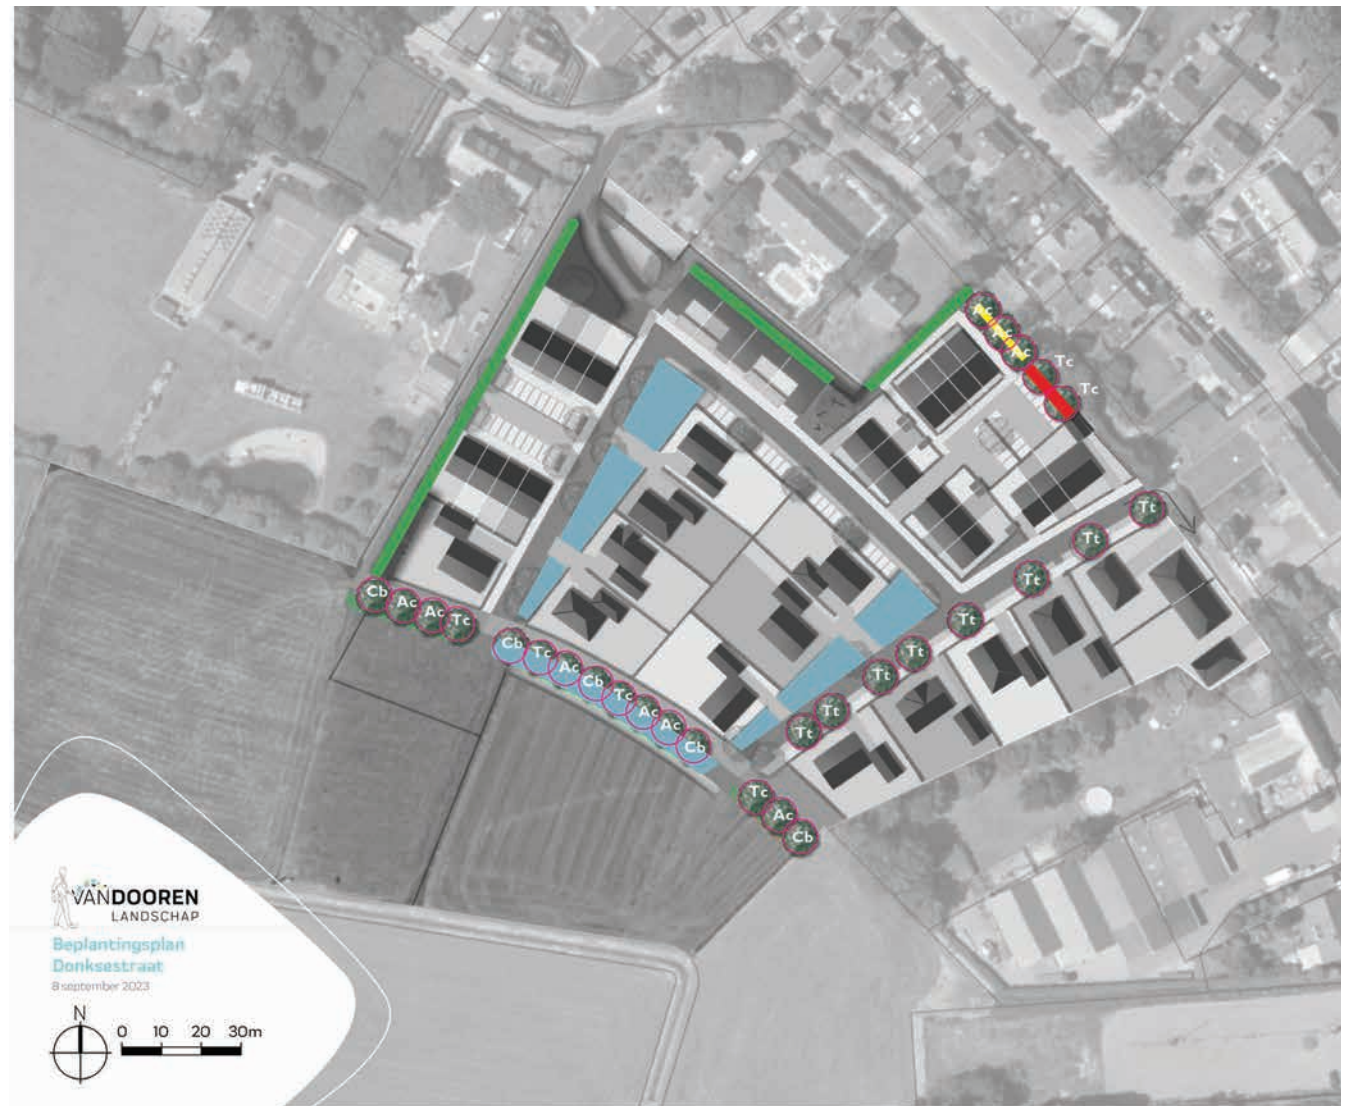 Tc
Tc
Tt
Tt
Tt
Tt
Tt
Tt
Tt
Tt
Cb Ac Ac Tc
Cb Tc Ac Cb Tc Ac Ac Cb
Tc Ac Cb
VANDOOREN
LANDSCHAP
Beplantingsplan
Donksestraat
8 september 2023
N
0 10 20 30m